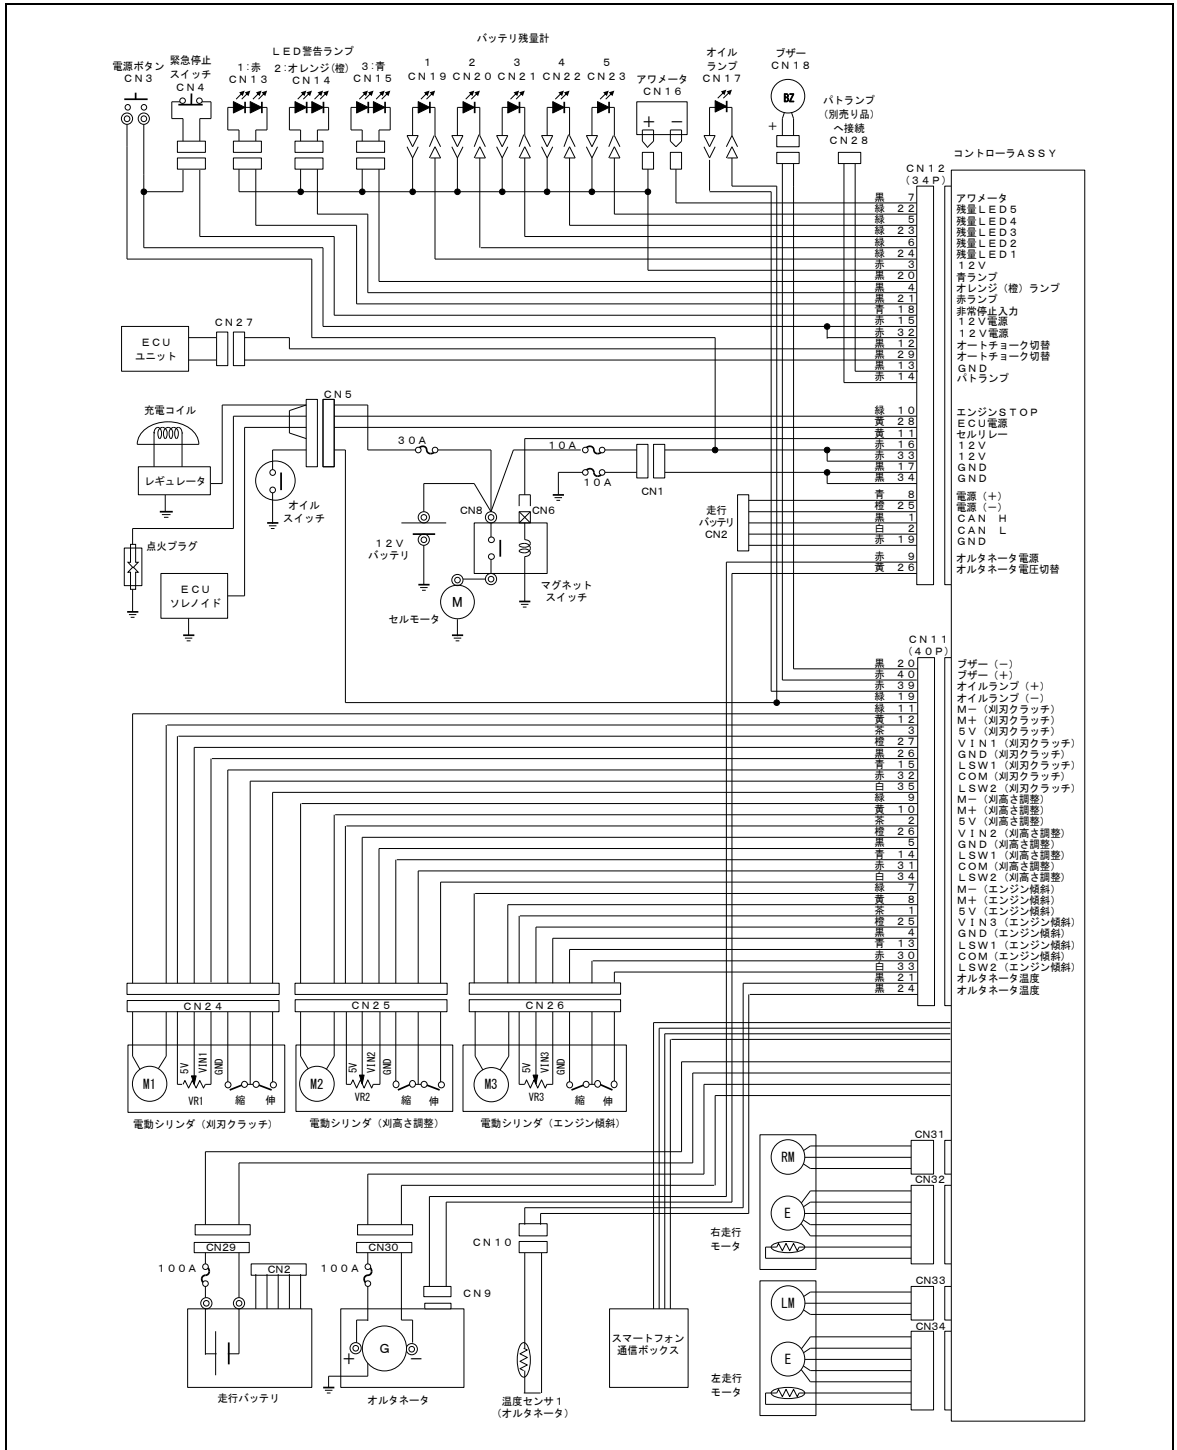 電源ボタン
CN3
緊急停止
スイッチ
CN4
LED警告ランプ
1:赤
CN13
2:オレンジ(橙)
CN14
3:青
CN15
バッテリ残量計
1
CN19
2
CN20
3
CN21
4
CN22
5
CN23
アワメータ
CN16
+ −
オイル
ランプ
CN17
ブザー
CN18
BZ
+
パトランプ
(別売り品)
へ接続
CN28
コントローラASSY
CN12
(34P)
黒 7 アワメータ
緑 22 残量LED5
緑 5 残量LED4
緑 23 残量LED3
緑 6 残量LED2
緑 24 残量LED1
赤 3 12V
黒 20 青ランプ
黒 4 オレンジ(橙)ランプ
黒 21 赤ランプ
青 18 非常停止入力
赤 15 12V電源
赤 32 12V電源
黒 12 オートチョーク切替
黒 29 オートチョーク切替
黒 13 GND
赤 14 パトランプ
ECU
ユニット
CN27
緑 10 エンジンSTOP
黄 28 ECU電源
黄 11 セルリレー
赤 16 12V
赤 33 12V
黒 17 GND
黒 34 GND
青 8 電源(+)
橙 25 電源(−)
黒 1 CAN H
白 2 CAN L
赤 19 GND
赤 9 オルタネータ電源
黄 26 オルタネータ電圧切替
充電コイル
レギュレータ
CN5
オイル
スイッチ
点火プラグ
ECU
ソレノイド
30A
10A
10A
CN1
CN8
CN6
12V
バッテリ
マグネット
スイッチ
M
セルモータ
走行
バッテリ
CN2
CN11
(40P)
黒 20 ブザー(−)
赤 40 ブザー(+)
赤 39 オイルランプ(+)
緑 19 オイルランプ(−)
緑 11 M−(刈刃クラッチ)
黄 12 M+(刈刃クラッチ)
茶 3 5V(刈刃クラッチ)
橙 27 VIN1(刈刃クラッチ)
黒 26 GND(刈刃クラッチ)
青 15 LSW1(刈刃クラッチ)
赤 32 COM(刈刃クラッチ)
白 35 LSW2(刈刃クラッチ)
緑 9 M−(刈高さ調整)
黄 10 M+(刈高さ調整)
茶 2 5V(刈高さ調整)
橙 26 VIN2(刈高さ調整)
黒 5 GND(刈高さ調整)
青 14 LSW1(刈高さ調整)
赤 31 COM(刈高さ調整)
白 34 LSW2(刈高さ調整)
緑 7 M−(エンジン傾斜)
黄 8 M+(エンジン傾斜)
茶 1 5V(エンジン傾斜)
橙 25 VIN3(エンジン傾斜)
黒 4 GND(エンジン傾斜)
青 13 LSW1(エンジン傾斜)
赤 30 COM(エンジン傾斜)
白 33 LSW2(エンジン傾斜)
黒 21 オルタネータ温度
黒 24 オルタネータ温度
CN24
M1
5V
VIN1
GND
VR1
縮 伸
電動シリンダ(刈刃クラッチ)
CN25
M2
5V
VIN2
GND
VR2
縮 伸
電動シリンダ(刈高さ調整)
CN26
M3
5V
VIN3
GND
VR3
縮 伸
電動シリンダ(エンジン傾斜)
CN29
100A
CN2
走行バッテリ
CN30
100A
CN9
+ G −
オルタネータ
CN10
温度センサ1
(オルタネータ)
スマートフォン
通信ボックス
CN31
RM
CN32
E
右走行
モータ
CN33
LM
CN34
E
左走行
モータ